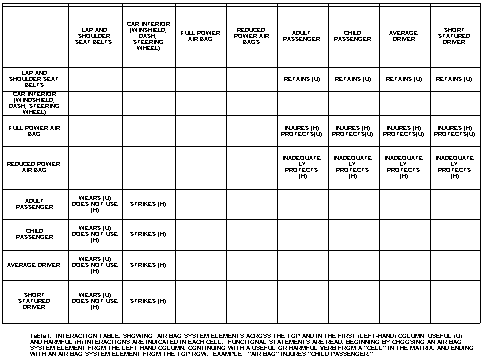 LAP AND
SHOULDER
SEAT BELTS
CAR INTERIOR
(WINDSHIELD,
DASH,
STEERING
WHEEL)
FULL POWER
AIR BAG
REDUCED
POWER AIR
BAGS
ADULT
PASSENGER
CHILD
PASSENGER
AVERAGE
DRIVER
SHORT
STATURED
DRIVER
LAP AND
SHOULDER SEAT
BELTS
RETAINS (U)
RETAINS (U)
RETAINS (U)
RETAINS (U)
CAR INTERIOR
(WINDSHIELD,
DASH, STEERING
WHEEL)
FULL POWER AIR
BAG
INJURES (H)
PROTECTS(U)
INJURES (H)
PROTECTS(U)
INJURES (H)
PROTECTS(U)
INJURES (H)
PROTECTS(U)
REDUCED POWER
AIR BAG
INADEQUATE
LY
PROTECTS
(H)
INADEQUATE
LY
PROTECTS
(H)
INADEQUATE
LY
PROTECTS
(H)
INADEQUATE
LY
PROTECTS
(H)
ADULT
PASSENGER
WEARS (U)
DOES NOT USE
(H)
STRIKES (H)
CHILD
PASSENGER
WEARS (U)
DOES NOT USE
(H)
STRIKES (H)
AVERAGE DRIVER
WEARS (U)
DOES NOT USE
(H)
STRIKES (H)
SHORT
STATURED
DRIVER
WEARS (U)
DOES NOT USE
(H)
STRIKES (H)
Table 1. INTERACTION TABLE, SHOWING AIR BAG SYSTEM ELEMENTS ACROSS THE TOP AND IN THE FIRST (LEFT-HAND) COLUMN. USEFUL (U)
AND HARMFUL (H) INTERACTIONS ARE INDICATED IN EACH CELL. FUNCTIONAL STATEMENTS ARE READ, BEGINNING BY CHOOSING AN AIR BAG
SYSTEM ELEMENT FROM THE LEFT-HAND COLUMN, CONTINUING WITH A USEFUL OR HARMFUL VERB FROM A "CELL" IN THE MATRIX, AND ENDING
WITH AN AIR BAG SYSTEM ELEMENT FROM THE TOP ROW. EXAMPLE: "AIR BAG" INJURES "CHILD PASSENGER"